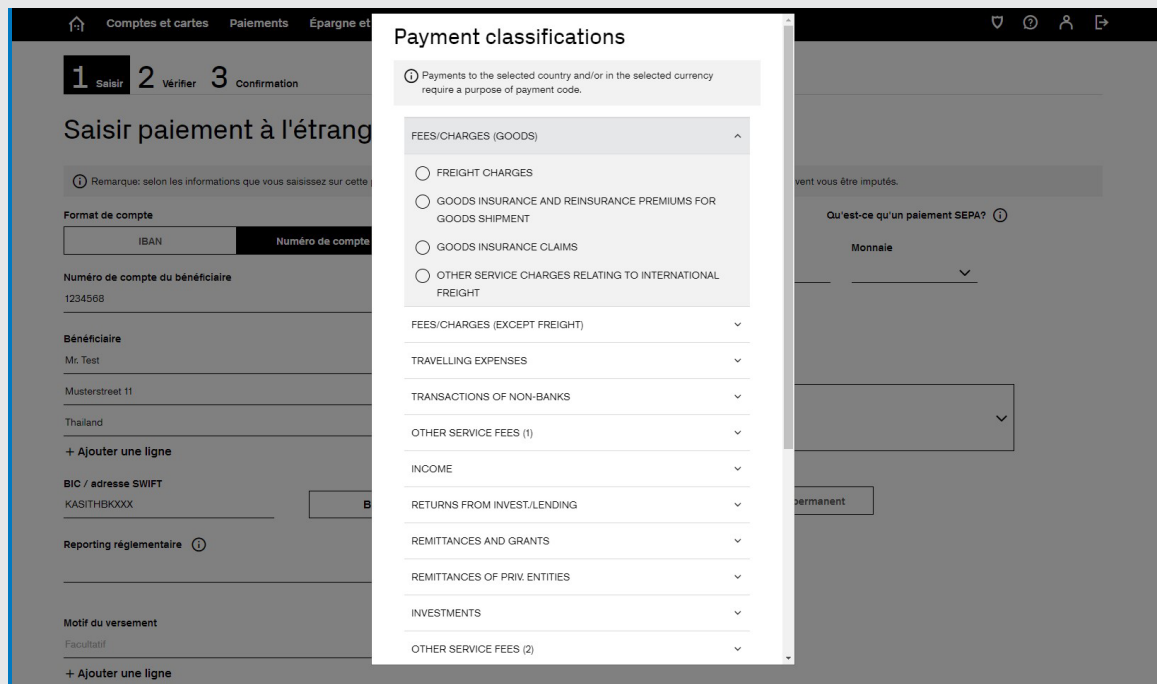 Comptes et cartes Paiements Épargne et
1 Saisir 2 Vérifier 3 Confirmation
Saisir paiement à l'étrang
Remarque: selon les informations que vous saisissez sur cette
vent vous être imputés.
Format de compte
Qu'est-ce qu'un paiement SEPA?
IBAN Numéro de compte
Monnaie
Numéro de compte du bénéficiaire
1234568
Bénéficiaire
Mr. Test
Musterstreet 11
Thailand
+ Ajouter une ligne
BIC / adresse SWIFT
KASITHBKXXX
B
permanent
Reporting réglementaire
Motif du versement
Facultatif
+ Ajouter une ligne
Payment classifications
Payments to the selected country and/or in the selected currency
require a purpose of payment code.
FEES/CHARGES (GOODS)
FREIGHT CHARGES
GOODS INSURANCE AND REINSURANCE PREMIUMS FOR
GOODS SHIPMENT
GOODS INSURANCE CLAIMS
OTHER SERVICE CHARGES RELATING TO INTERNATIONAL
FREIGHT
FEES/CHARGES (EXCEPT FREIGHT)
TRAVELLING EXPENSES
TRANSACTIONS OF NON-BANKS
OTHER SERVICE FEES (1)
INCOME
RETURNS FROM INVEST./LENDING
REMITTANCES AND GRANTS
REMITTANCES OF PRIV. ENTITIES
INVESTMENTS
OTHER SERVICE FEES (2)